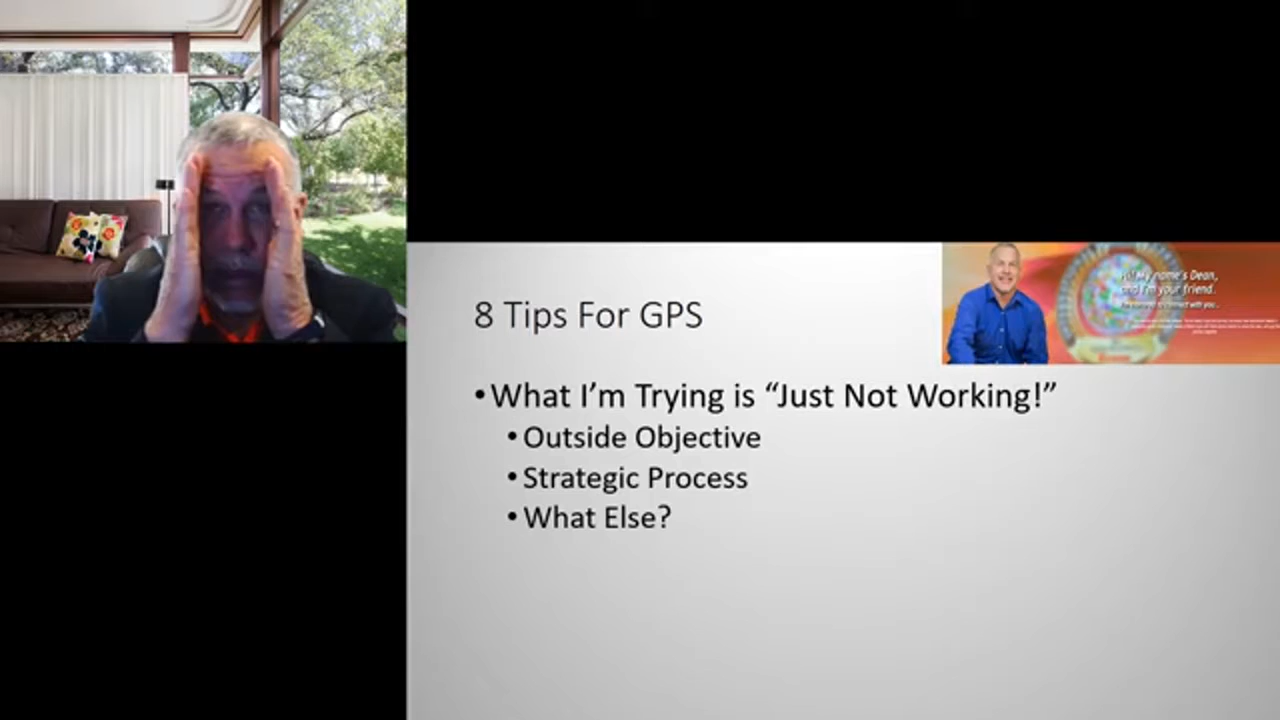 8 Tips For GPS
Hi! My name's Dean,
and I'm your friend.
•What I'm Trying is “Just Not Working!”
•Outside Objective
•Strategic Process
•What Else?